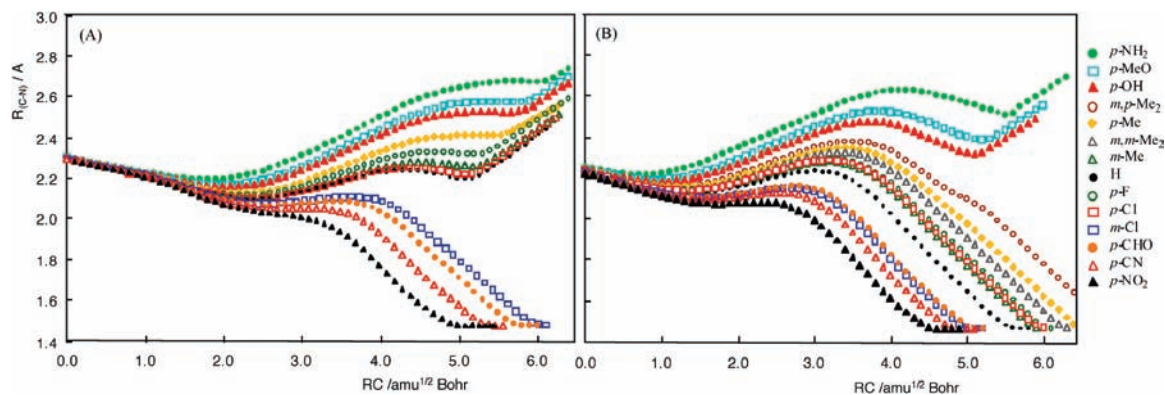 (A)
3.0
2.8
2.6
2.4
2.2
2.0
1.8
1.6
1.4
R(C-N) / A
0.0 1.0 2.0 3.0 4.0 5.0 6.0
RC /amu1/2 Bohr
(B)
0.0 1.0 2.0 3.0 4.0 5.0 6.0
RC /amu1/2 Bohr
p-NH2
p-MeO
p-OH
m,p-Me2
p-Me
m,m-Me2
m-Me
H
p-F
p-Cl
m-Cl
p-CHO
p-CN
p-NO2